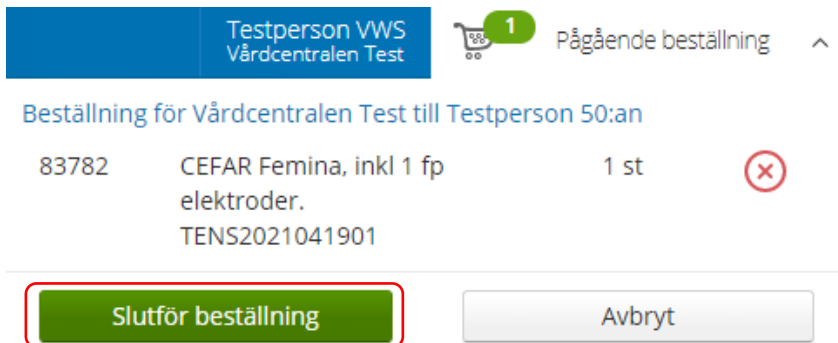 Testperson VWS
Vårdcentralen Test
1
Pågående beställning
Beställning för Vårdcentralen Test till Testperson 50:an
83782 CEFAR Femina, inkl 1 fp 1 st
elektroder.
TENS2021041901
Slutför beställning Avbryt